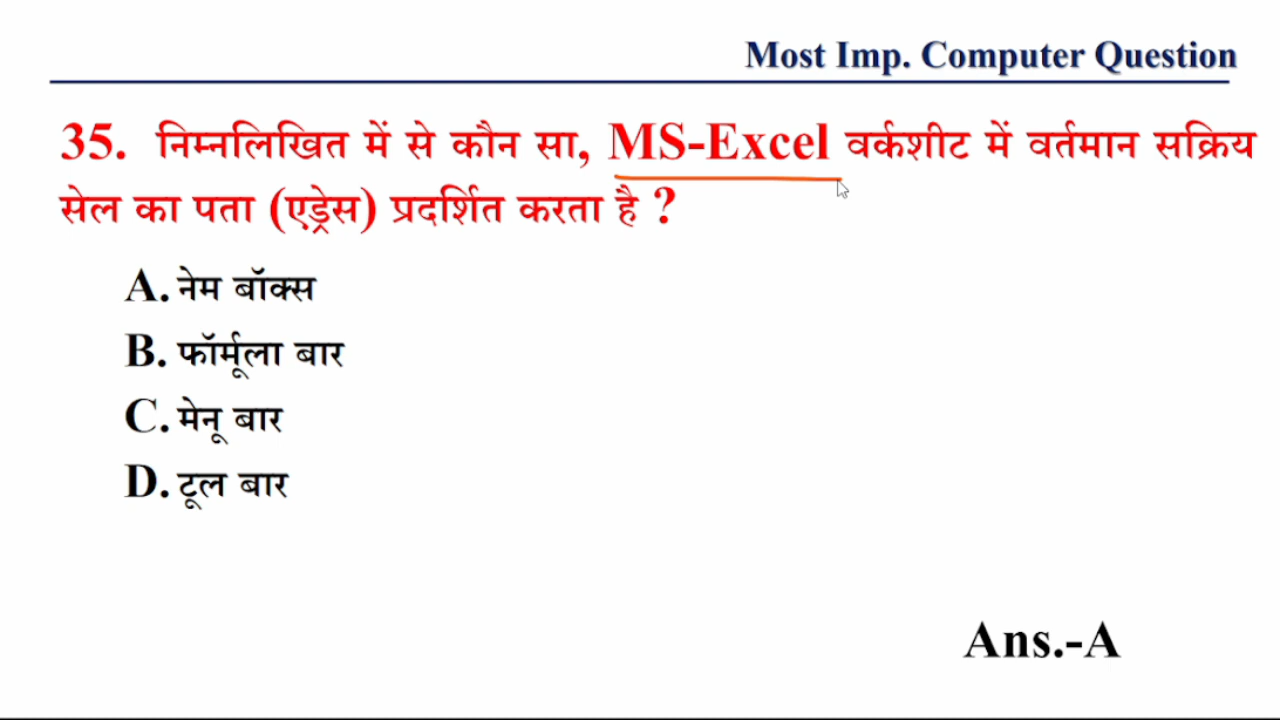 Most Imp. Computer Question
35. निम्नलिखित में से कौन सा, MS-Excel वर्कशीट में वर्तमान सक्रिय
सेल का पता (एड्रेस) प्रदर्शित करता है ?
A. नेम बॉक्स
B. फॉर्मूला बार
C. मेनू बार
D. टूल बार
Ans.-A